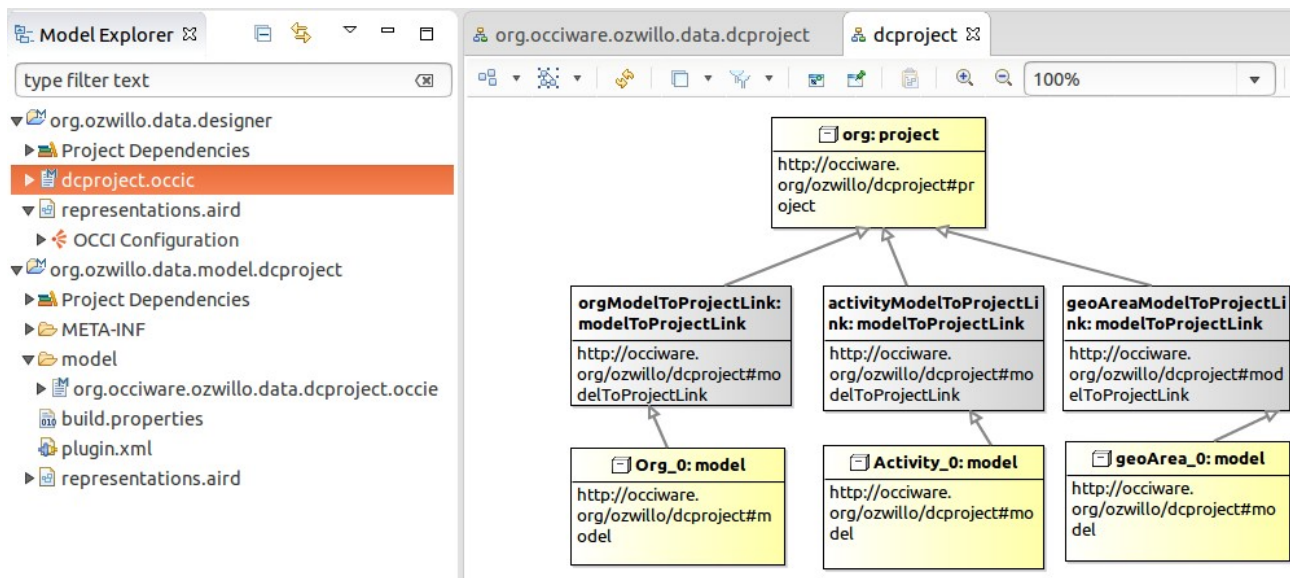 Model Explorer
type filter text
org.ozwillo.data.designer
Project Dependencies
dcproject.occic
representations.aird
OCCI Configuration
org.ozwillo.data.model.dcproject
Project Dependencies
META-INF
model
org.occiware.ozwillo.data.dcproject.occie
build.properties
plugin.xml
representations.aird
org.occiware.ozwillo.data.dcproject
dcproject
100%
org: project
http://occiware.
org/ozwillo/dcproject#pr
oject
orgModelToProjectLink:
modelToProjectLink
http://occiware.
org/ozwillo/dcproject#mo
delToProjectLink
activityModelToProjectLi
nk: modelToProjectLink
http://occiware.
org/ozwillo/dcproject#mo
delToProjectLink
geoAreaModelToProjectLi
nk: modelToProjectLink
http://occiware.
org/ozwillo/dcproject#mod
elToProjectLink
Org_0: model
http://occiware.
org/ozwillo/dcproject#m
odel
Activity_0: model
http://occiware.
org/ozwillo/dcproject#mo
del
geoArea_0: model
http://occiware.
org/ozwillo/dcproject#mo
del